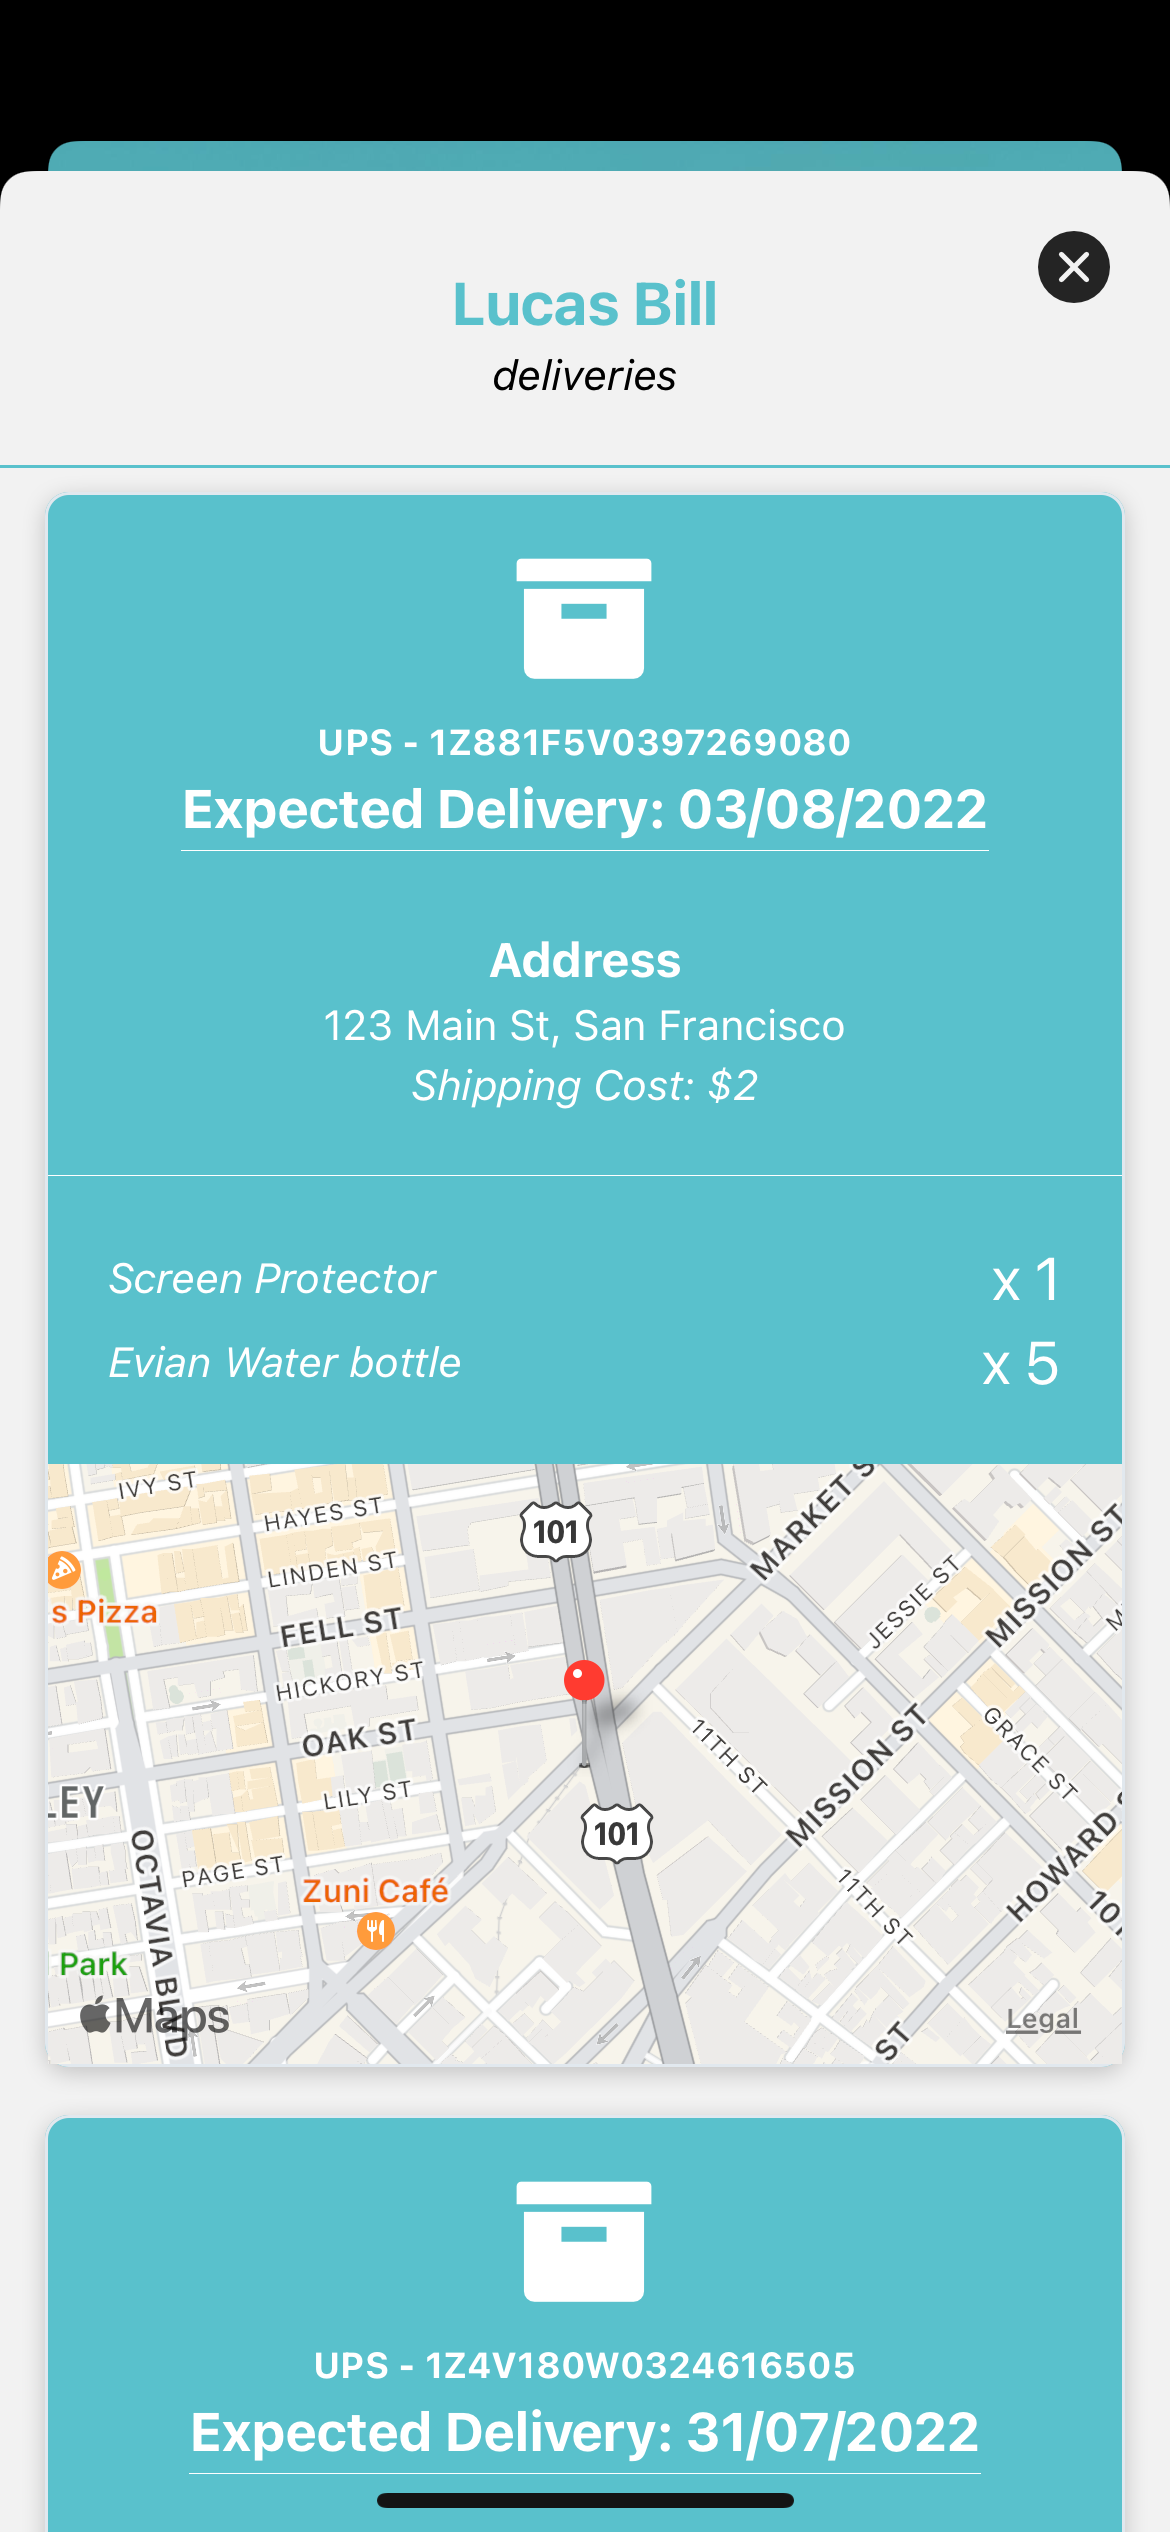 Lucas Bill
deliveries
UPS - 1Z881F5V0397269080
Expected Delivery: 03/08/2022
Address
123 Main St, San Francisco
Shipping Cost: $2
Screen Protector x 1
Evian Water bottle x 5
IVY ST
HAYES ST
101
MARKET S
MISSION ST
LINDEN ST
JESSIE ST
s Pizza
FELL ST
HICKORY ST
OAK ST
11TH ST
GRACE ST
MISSION ST
LILY ST
LEY
101
OCTAVIA BLVD
PAGE ST
HOWARD S
Zuni Café
11TH ST
10T
Park
Maps
Legal
ST
UPS - 1Z4V180W0324616505
Expected Delivery: 31/07/2022